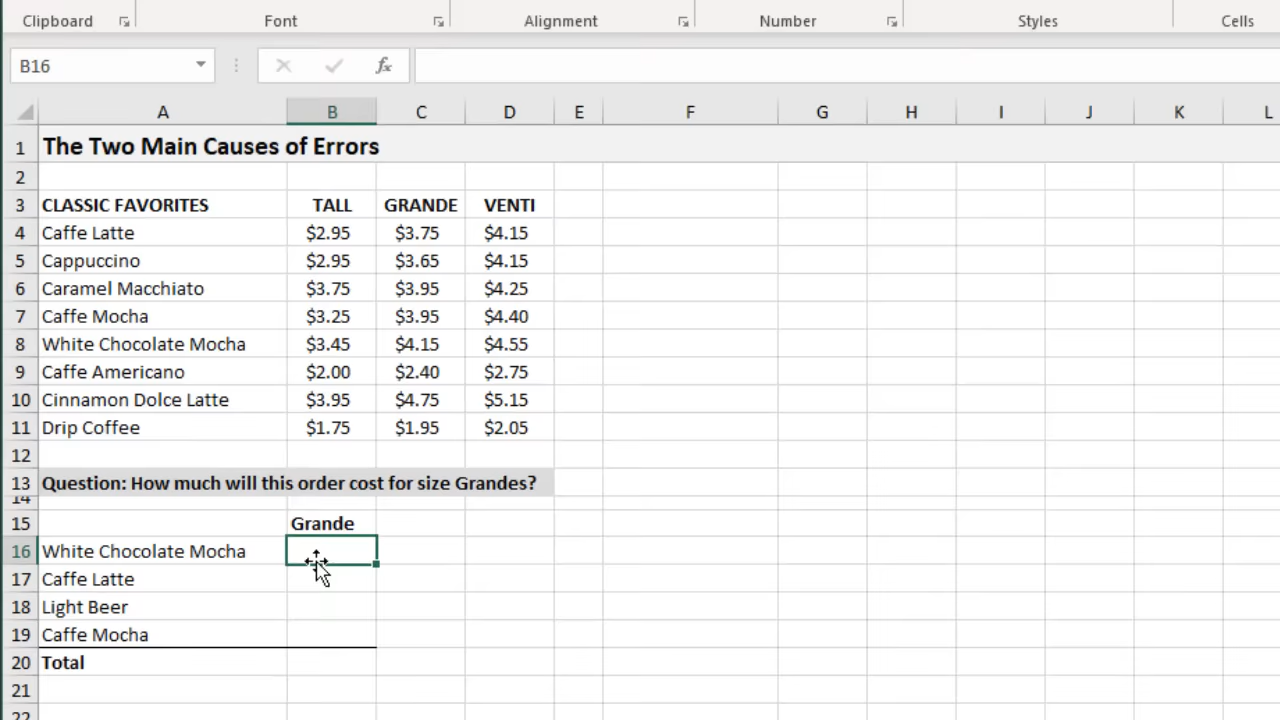 Clipboard Font Alignment Number Styles Cells
B16 fx
A B C D E F G H I J K L
1 The Two Main Causes of Errors
2
3 CLASSIC FAVORITES TALL GRANDE VENTI
4 Caffe Latte $2.95 $3.75 $4.15
5 Cappuccino $2.95 $3.65 $4.15
6 Caramel Macchiato $3.75 $3.95 $4.25
7 Caffe Mocha $3.25 $3.95 $4.40
8 White Chocolate Mocha $3.45 $4.15 $4.55
9 Caffe Americano $2.00 $2.40 $2.75
10 Cinnamon Dolce Latte $3.95 $4.75 $5.15
11 Drip Coffee $1.75 $1.95 $2.05
12
13 Question: How much will this order cost for size Grandes?
14
15 Grande
16 White Chocolate Mocha
17 Caffe Latte
18 Light Beer
19 Caffe Mocha
20 Total
21
22